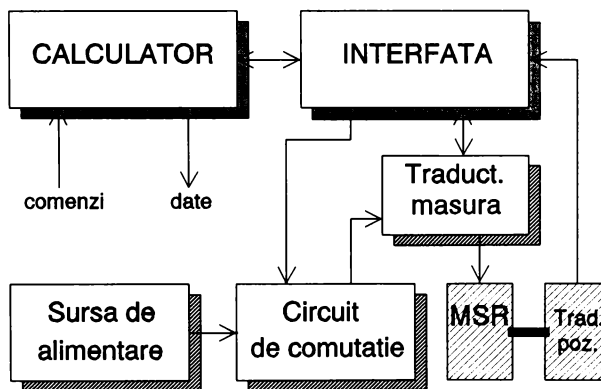 CALCULATOR
INTERFATA
comenzi
date
Traduct.
masura
Sursa de
alimentare
Circuit
de comutatie
MSR
Trad.
poz.